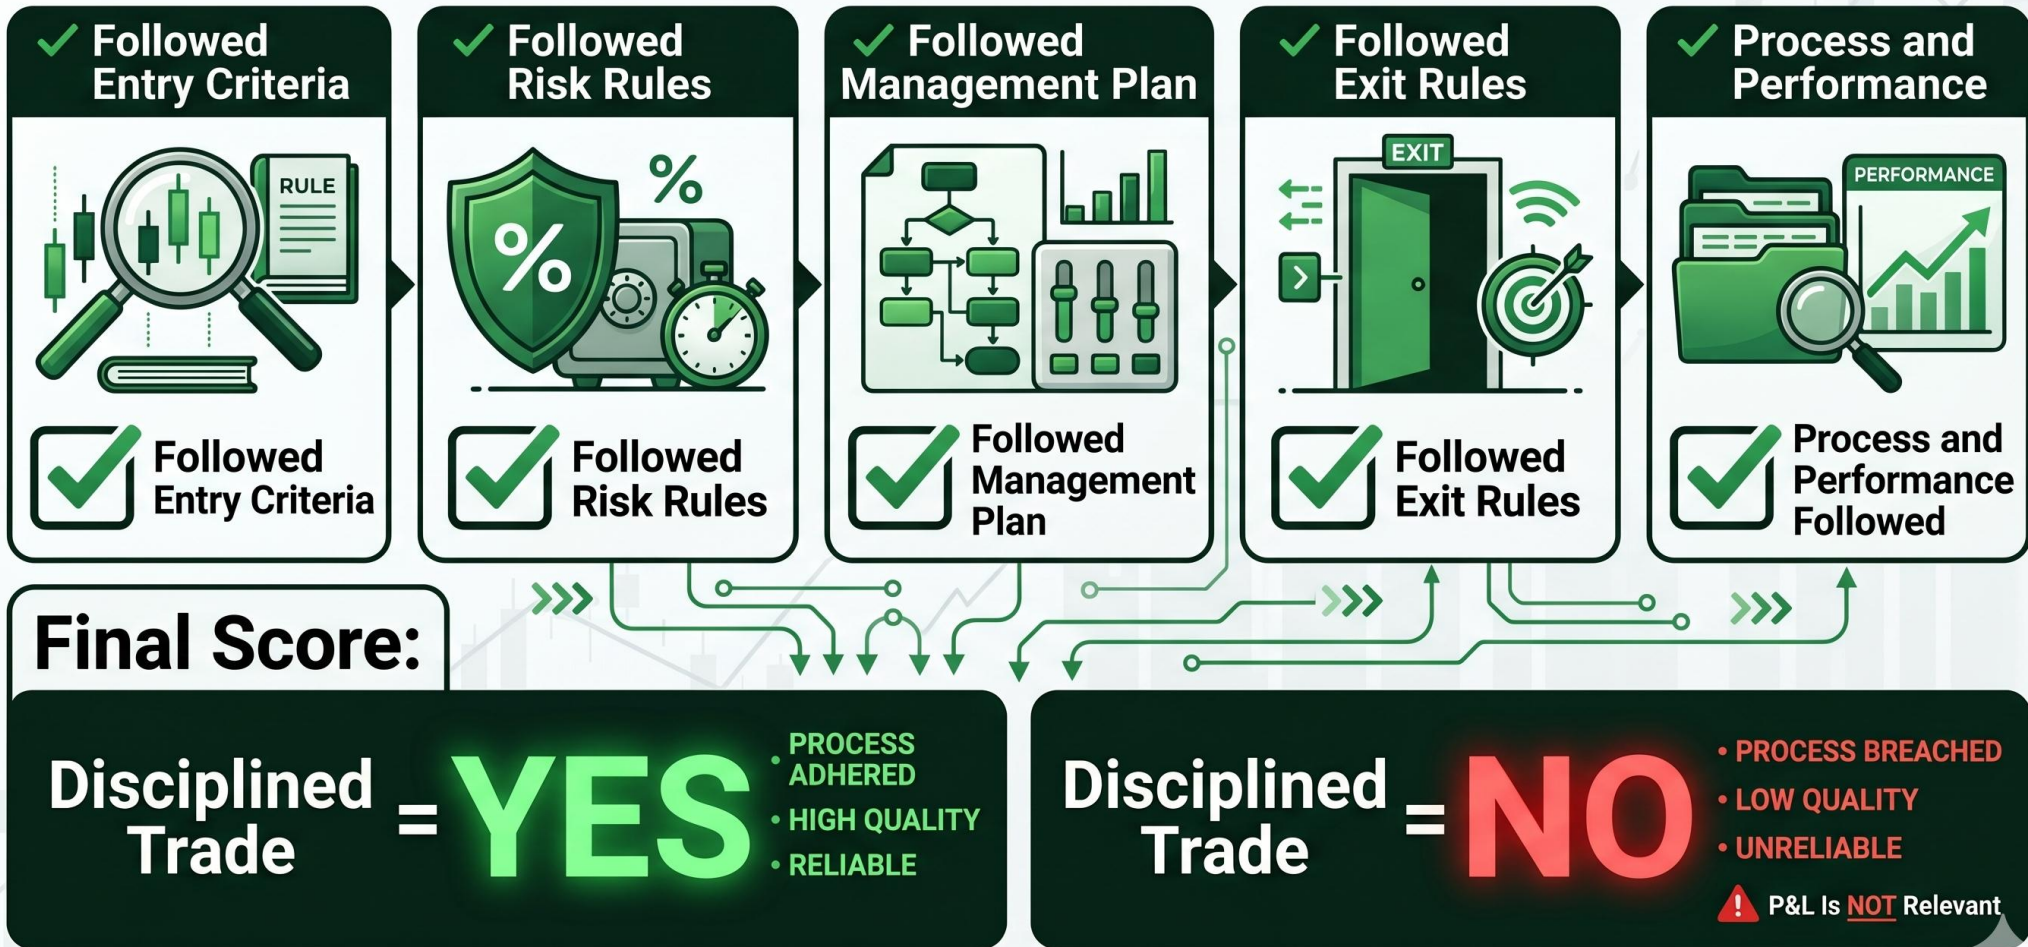 Followed
Entry Criteria
RULE
Followed
Entry Criteria
Followed
Risk Rules
%
%
Followed
Risk Rules
Followed
Management Plan
Followed
Management
Plan
Followed
Exit Rules
EXIT
Followed
Exit Rules
Process and
Performance
PERFORMANCE
Process and
Performance
Followed
Final Score:
Disciplined
Trade
=
YES
• PROCESS
ADHERED
• HIGH QUALITY
• RELIABLE
Disciplined
Trade
=
NO
• PROCESS BREACHED
• LOW QUALITY
• UNRELIABLE
P&L Is NOT Relevant